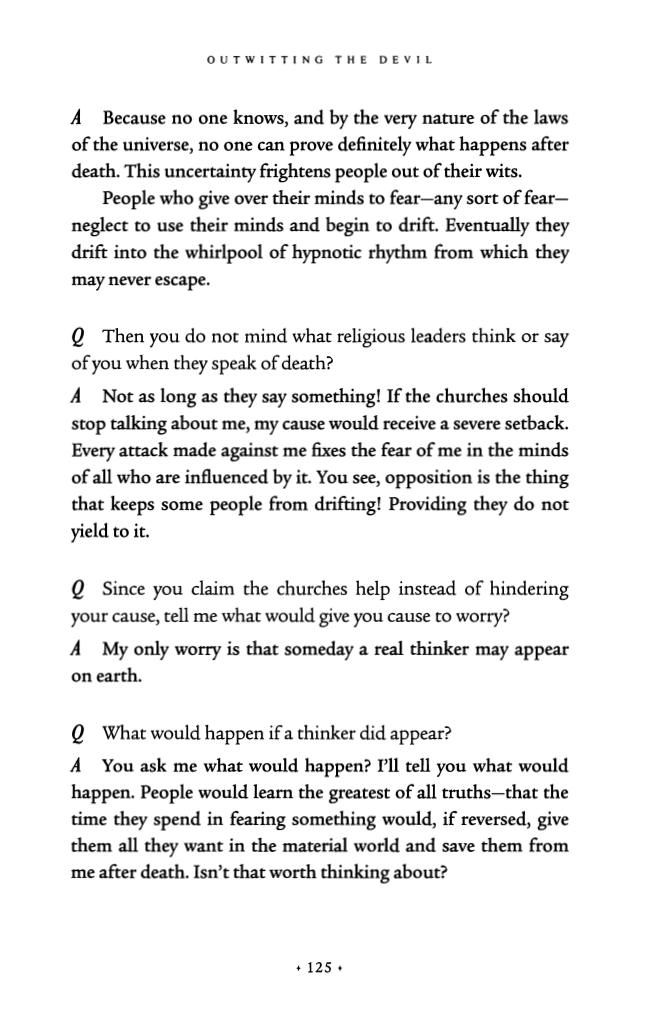 OUTWITTING THE DEVIL
A Because no one knows, and by the very nature of the laws
of the universe, no one can prove definitely what happens after
death. This uncertainty frightens people out of their wits.
People who give over their minds to fear—any sort of fear—
neglect to use their minds and begin to drift. Eventually they
drift into the whirlpool of hypnotic rhythm from which they
may never escape.
Q Then you do not mind what religious leaders think or say
of you when they speak of death?
A Not as long as they say something! If the churches should
stop talking about me, my cause would receive a severe setback.
Every attack made against me fixes the fear of me in the minds
of all who are influenced by it. You see, opposition is the thing
that keeps some people from drifting! Providing they do not
yield to it.
Q Since you claim the churches help instead of hindering
your cause, tell me what would give you cause to worry?
A My only worry is that someday a real thinker may appear
on earth.
Q What would happen if a thinker did appear?
A You ask me what would happen? I'll tell you what would
happen. People would learn the greatest of all truths—that the
time they spend in fearing something would, if reversed, give
them all they want in the material world and save them from
me after death. Isn't that worth thinking about?
• 125 •